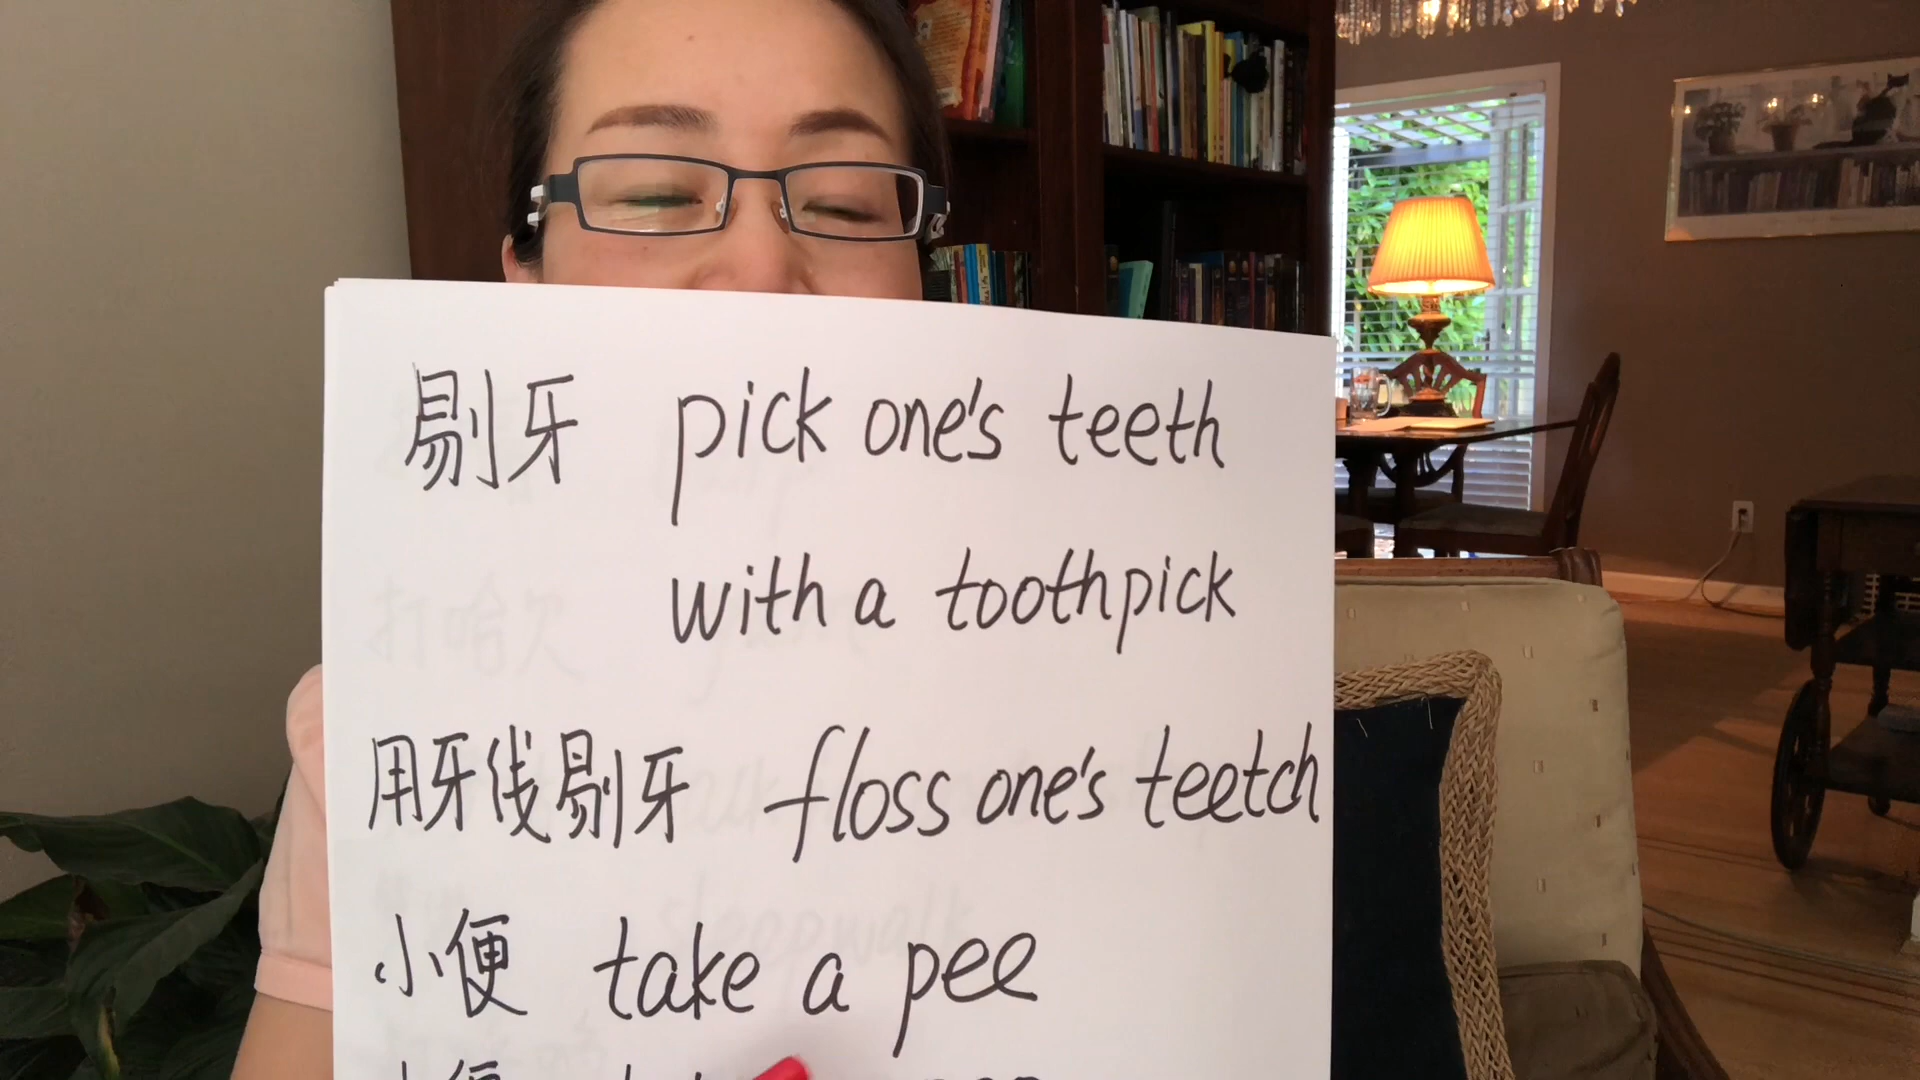 剔牙 pick one's teeth
with a toothpick
用牙线剔牙 floss one's teetch
小便 take a pee